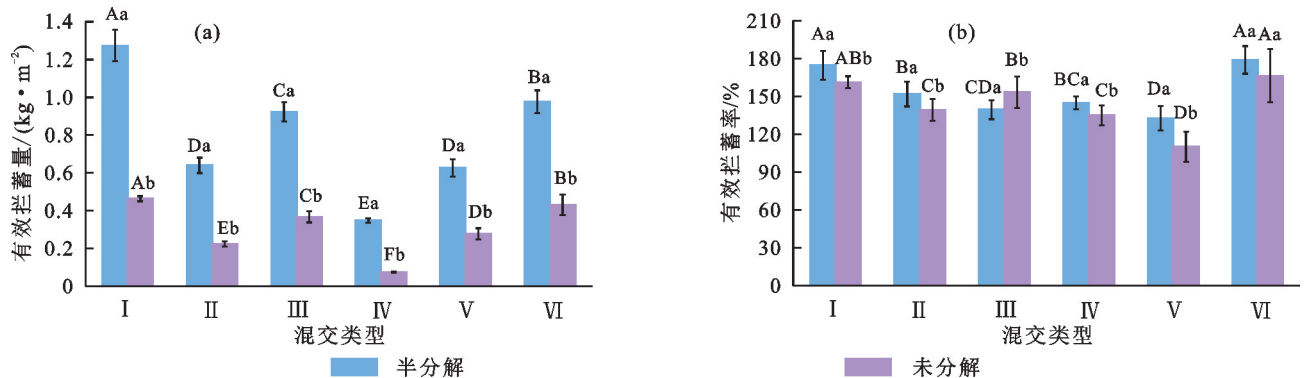 (a)
有效拦蓄量/(kg·m⁻²)
1.4
1.2
1.0
0.8
0.6
0.4
0.2
0
Aa
Ab
Da
Eb
Ca
Cb
Ea
Fb
Da
Db
Ba
Bb
Ⅰ Ⅱ Ⅲ Ⅳ Ⅴ Ⅵ
混交类型
(b)
有效拦蓄率/%
210
180
150
120
90
60
30
0
Aa
ABb
Ba
Cb
CDa
Bb
BCa
Cb
Da
Db
Aa
Aa
Ⅰ Ⅱ Ⅲ Ⅳ Ⅴ Ⅵ
混交类型
半分解 未分解